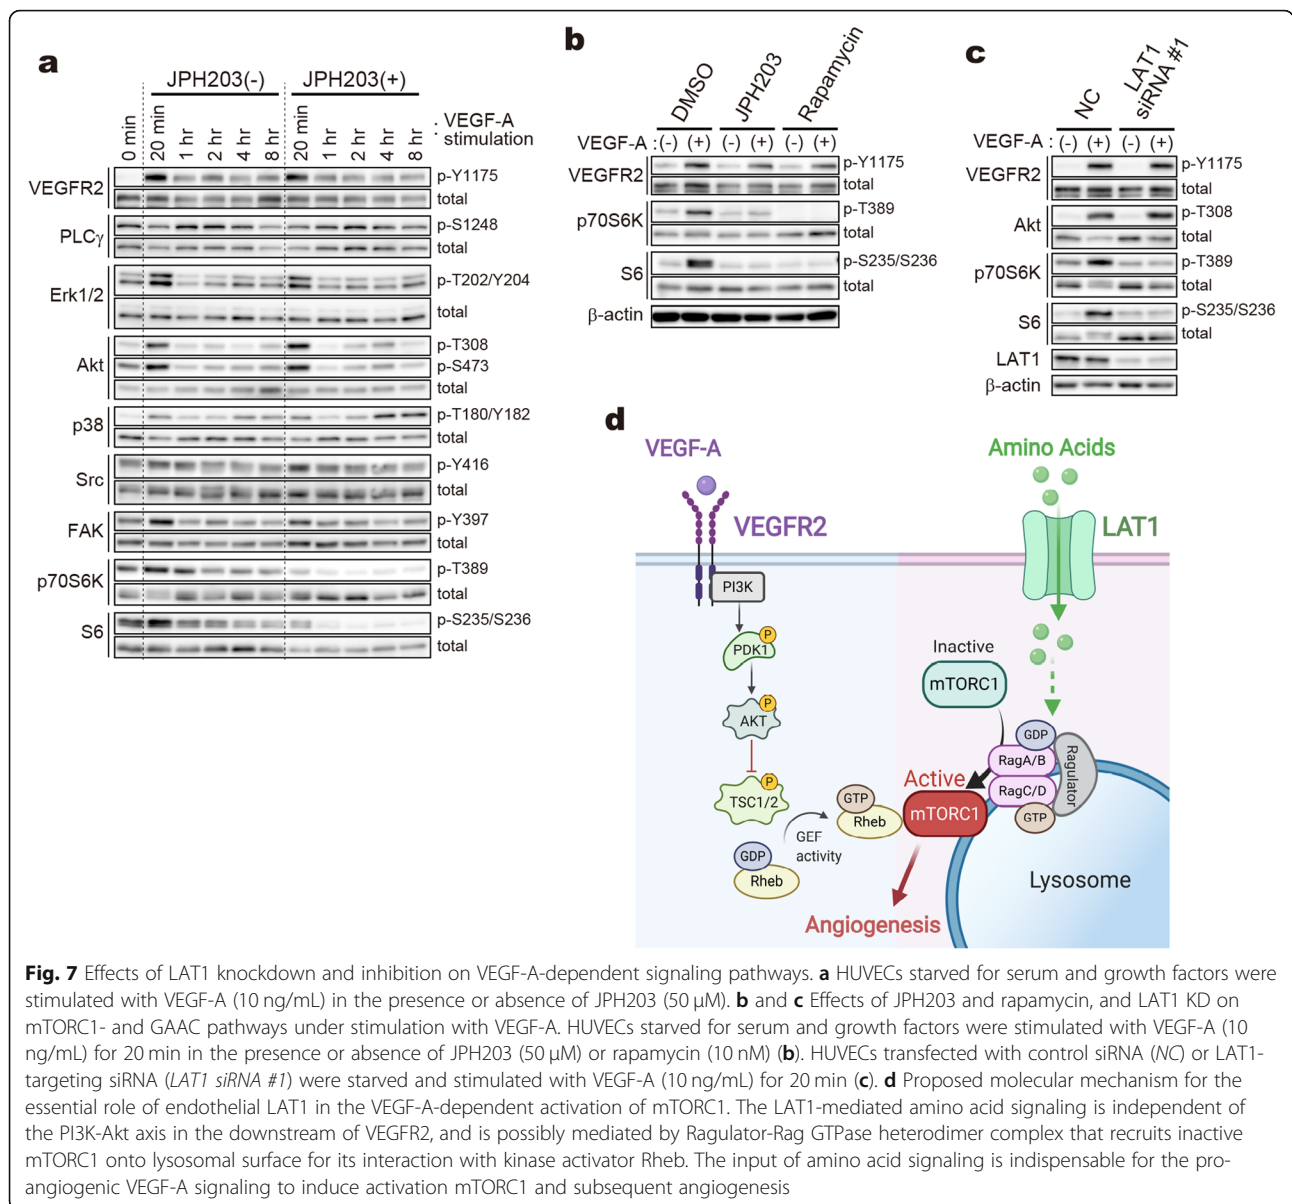 a
JPH203(-) JPH203(+)
0 min 20 min 1 hr 2 hr 4 hr 8 hr 20 min 1 hr 2 hr 4 hr 8 hr : VEGF-A
stimulation
VEGFR2 p-Y1175
total
PLCγ p-S1248
total
Erk1/2 p-T202/Y204
total
Akt p-T308
p-S473
total
p38 p-T180/Y182
total
Src p-Y416
total
FAK p-Y397
total
p70S6K p-T389
total
S6 p-S235/S236
total
b
DMSO JPH203 Rapamycin
VEGF-A : (-) (+) (-) (+) (-) (+)
VEGFR2 p-Y1175
total
p70S6K p-T389
total
S6 p-S235/S236
total
β-actin
c
NC LAT1
siRNA #1
VEGF-A : (-) (+) (-) (+)
VEGFR2 p-Y1175
total
Akt p-T308
total
p70S6K p-T389
total
S6 p-S235/S236
total
LAT1
β-actin
d
VEGF-A Amino Acids
VEGFR2 LAT1
PI3K
P
PDK1
Inactive
mTORC1
P
AKT
GDP
RagA/B
Ragulator
RagC/D
GTP
P
TSC1/2
Active
GTP
Rheb
mTORC1
GEF
activity
GDP
Rheb
Lysosome
Angiogenesis
Fig. 7 Effects of LAT1 knockdown and inhibition on VEGF-A-dependent signaling pathways. a HUVECs starved for serum and growth factors were
stimulated with VEGF-A (10 ng/mL) in the presence or absence of JPH203 (50 μM). b and c Effects of JPH203 and rapamycin, and LAT1 KD on
mTORC1- and GAAC pathways under stimulation with VEGF-A. HUVECs starved for serum and growth factors were stimulated with VEGF-A (10
ng/mL) for 20 min in the presence or absence of JPH203 (50 μM) or rapamycin (10 nM) (b). HUVECs transfected with control siRNA (NC) or LAT1-
targeting siRNA (LAT1 siRNA #1) were starved and stimulated with VEGF-A (10 ng/mL) for 20 min (c). d Proposed molecular mechanism for the
essential role of endothelial LAT1 in the VEGF-A-dependent activation of mTORC1. The LAT1-mediated amino acid signaling is independent of
the PI3K-Akt axis in the downstream of VEGFR2, and is possibly mediated by Ragulator-Rag GTPase heterodimer complex that recruits inactive
mTORC1 onto lysosomal surface for its interaction with kinase activator Rheb. The input of amino acid signaling is indispensable for the pro-
angiogenic VEGF-A signaling to induce activation mTORC1 and subsequent angiogenesis